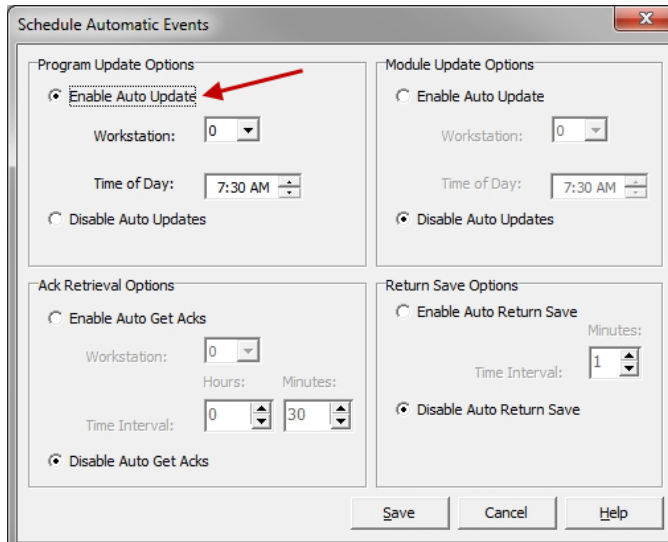 Schedule Automatic Events
Program Update Options
Enable Auto Update
Workstation: 0
Time of Day: 7:30 AM
Disable Auto Updates
Module Update Options
Enable Auto Update
Workstation: 0
Time of Day: 7:30 AM
Disable Auto Updates
Ack Retrieval Options
Enable Auto Get Acks
Workstation: 0
Hours: Minutes:
Time Interval: 0 30
Disable Auto Get Acks
Return Save Options
Enable Auto Return Save
Minutes:
Time Interval: 1
Disable Auto Return Save
Save Cancel Help